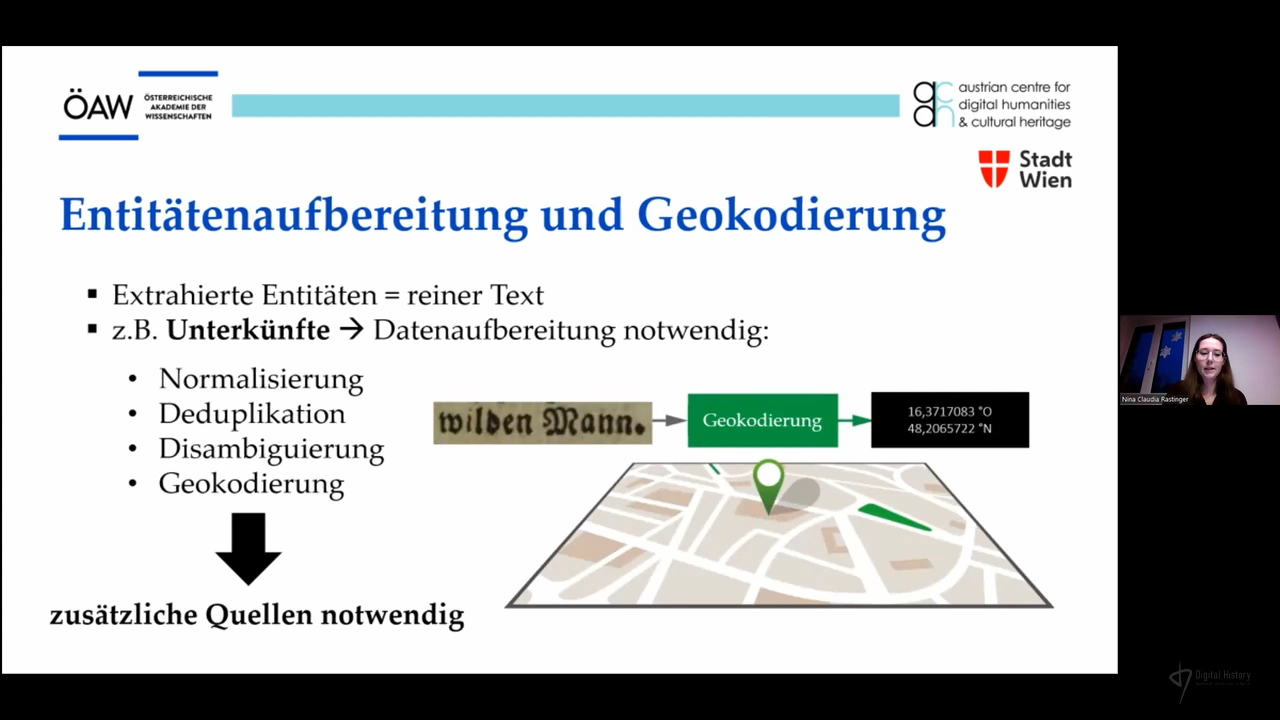 ÖAW
ÖSTERREICHISCHE
AKADEMIE DER
WISSENSCHAFTEN
acdh
austrian centre for
digital humanities
& cultural heritage
Stadt
Wien
Entitätenaufbereitung und Geokodierung
▪ Extrahierte Entitäten = reiner Text
▪ z.B. Unterkünfte → Datenaufbereitung notwendig:
• Normalisierung
• Deduplikation
• Disambiguierung
• Geokodierung
wilden Mann.
Geokodierung
16,3717083 °O
48,2065722 °N
zusätzliche Quellen notwendig
Nina Claudia Rastinger
Digital History